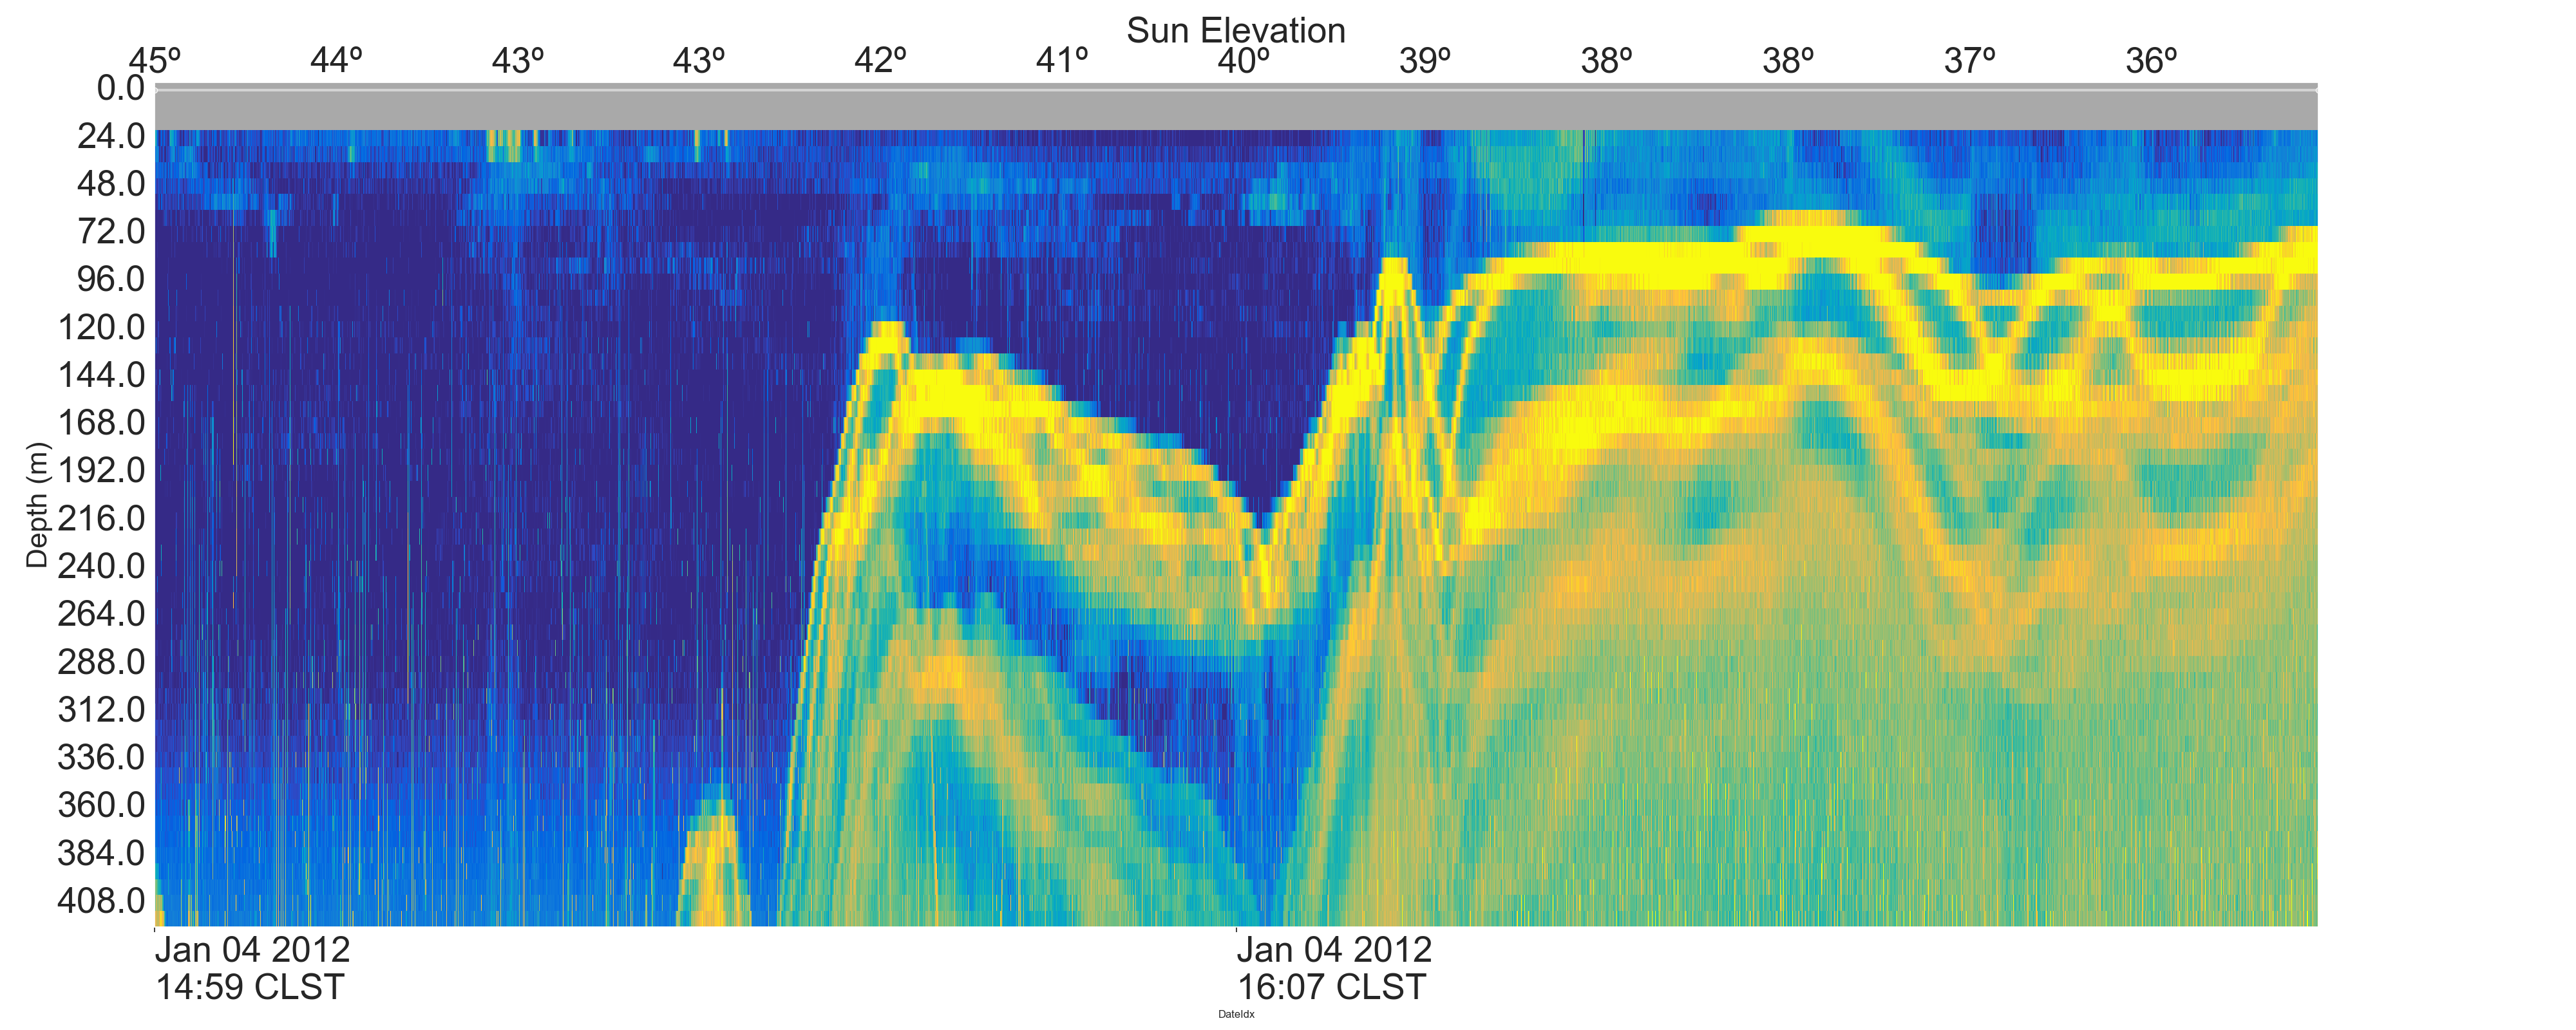 Sun Elevation
45º 44º 43º 43º 42º 41º 40º 39º 38º 38º 37º 36º
0.0
24.0
48.0
72.0
96.0
120.0
144.0
168.0
192.0
216.0
240.0
264.0
288.0
312.0
336.0
360.0
384.0
408.0
Depth (m)
Jan 04 2012
14:59 CLST
Jan 04 2012
16:07 CLST
DateIdx